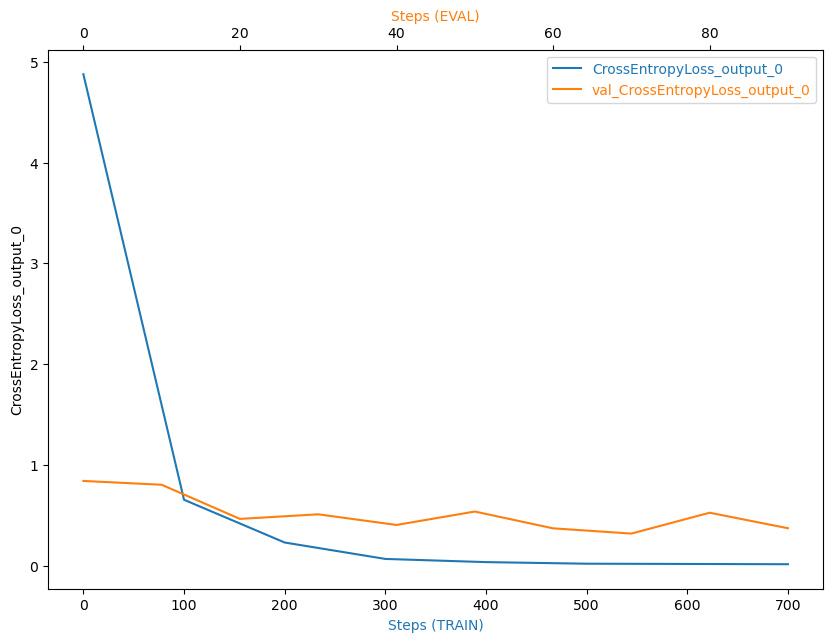 Steps (EVAL)
0 20 40 60 80
CrossEntropyLoss_output_0
val_CrossEntropyLoss_output_0
CrossEntropyLoss_output_0
5
4
3
2
1
0
0 100 200 300 400 500 600 700
Steps (TRAIN)